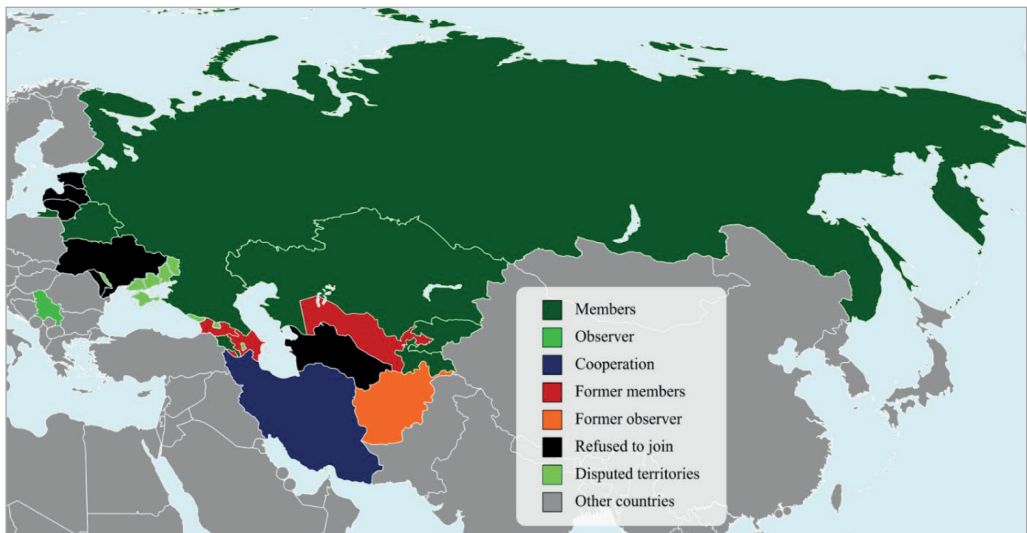 Members
Observer
Cooperation
Former members
Former observer
Refused to join
Disputed territories
Other countries